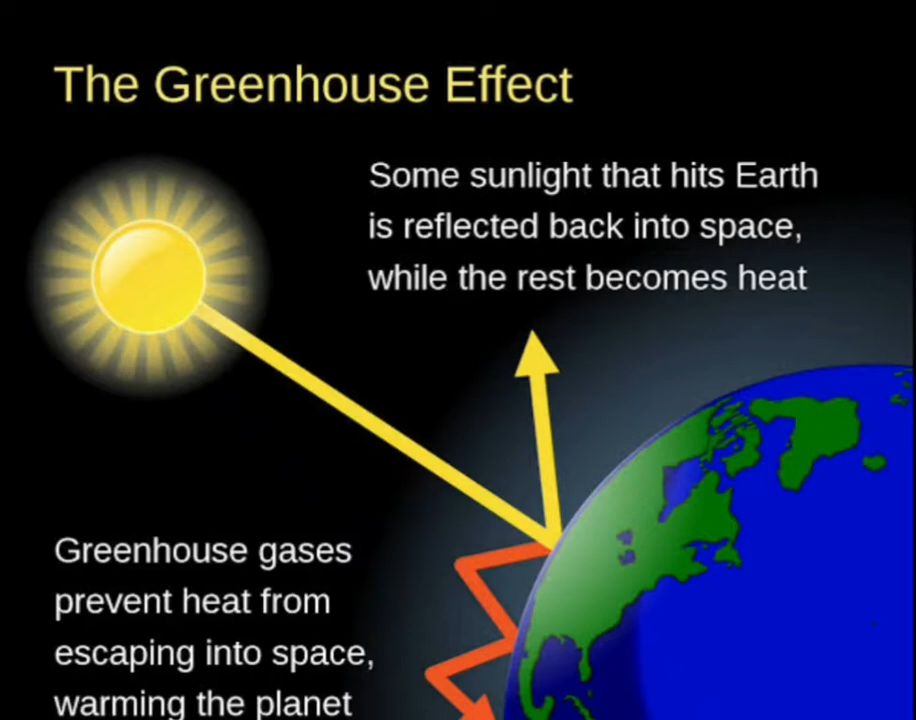 The Greenhouse Effect
Some sunlight that hits Earth
is reflected back into space,
while the rest becomes heat
Greenhouse gases
prevent heat from
escaping into space,
warming the planet